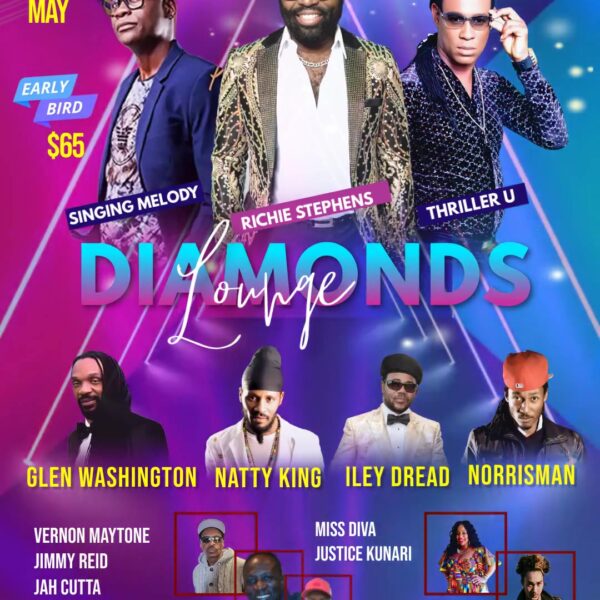 MAY
EARLY
BIRD
$65
SINGING MELODY
RICHIE STEPHENS
THRILLER U
DIAMONDS
Lounge
GLEN WASHINGTON
NATTY KING
ILEY DREAD
NORRISMAN
VERNON MAYTONE
JIMMY REID
JAH CUTTA
MISS DIVA
JUSTICE KUNARI